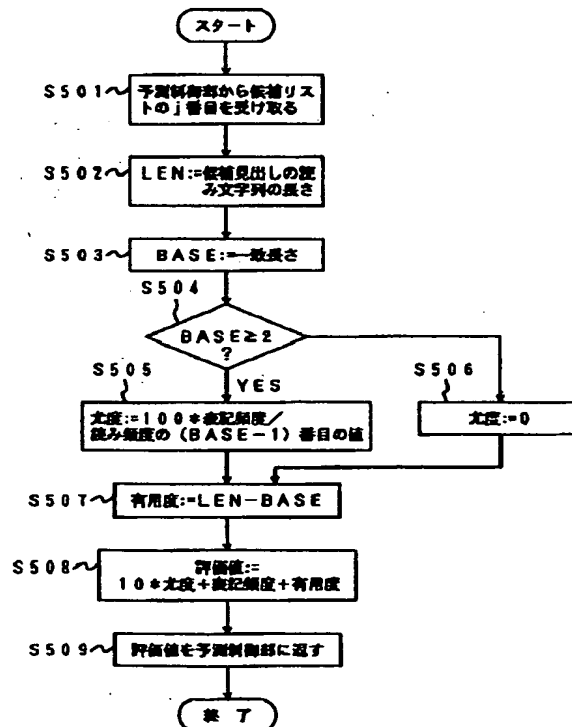 スタート
S501
予測制御部から候補リス
トのj番目を受け取る
S502
LEN:=候補見出しの読
み文字列の長さ
S503
BASE:=一致長さ
S504
BASE≧2
?
S505
YES
S506
尤度:=100*表記頻度/
読み頻度の(BASE-1)番目の値
尤度:=0
S507
有用度:=LEN-BASE
S508
評価値:=
10*尤度+表記頻度+有用度
S509
評価値を予測制御部に返す
終了